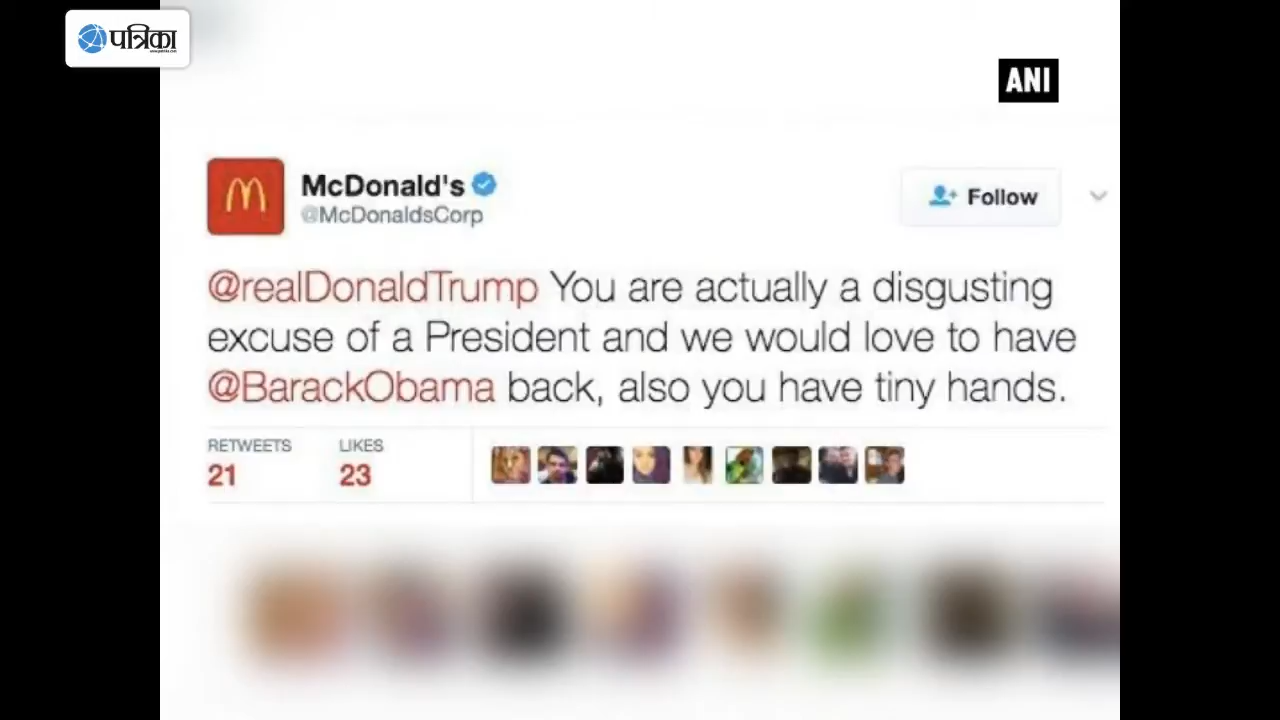 पत्रिका
ANI
McDonald's
@McDonaldsCorp
Follow
@realDonaldTrump You are actually a disgusting
excuse of a President and we would love to have
@BarackObama back, also you have tiny hands.
RETWEETS LIKES
21 23